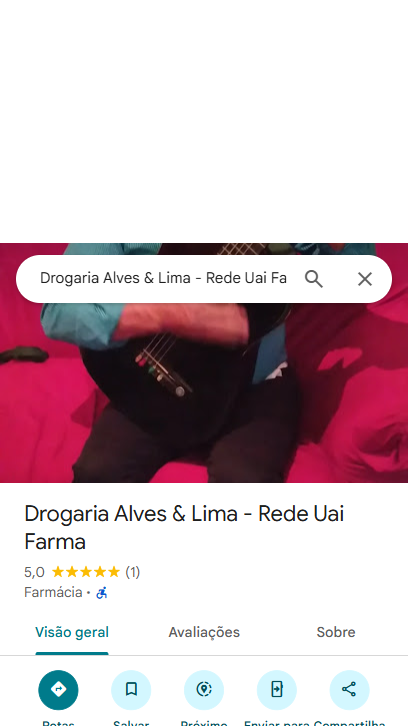 Drogaria Alves & Lima - Rede Uai Fa
Drogaria Alves & Lima - Rede Uai
Farma
5,0 (1)
Farmácia ·
Visão geral Avaliações Sobre
Rotas Salvar Próximo Enviar para Compartilha